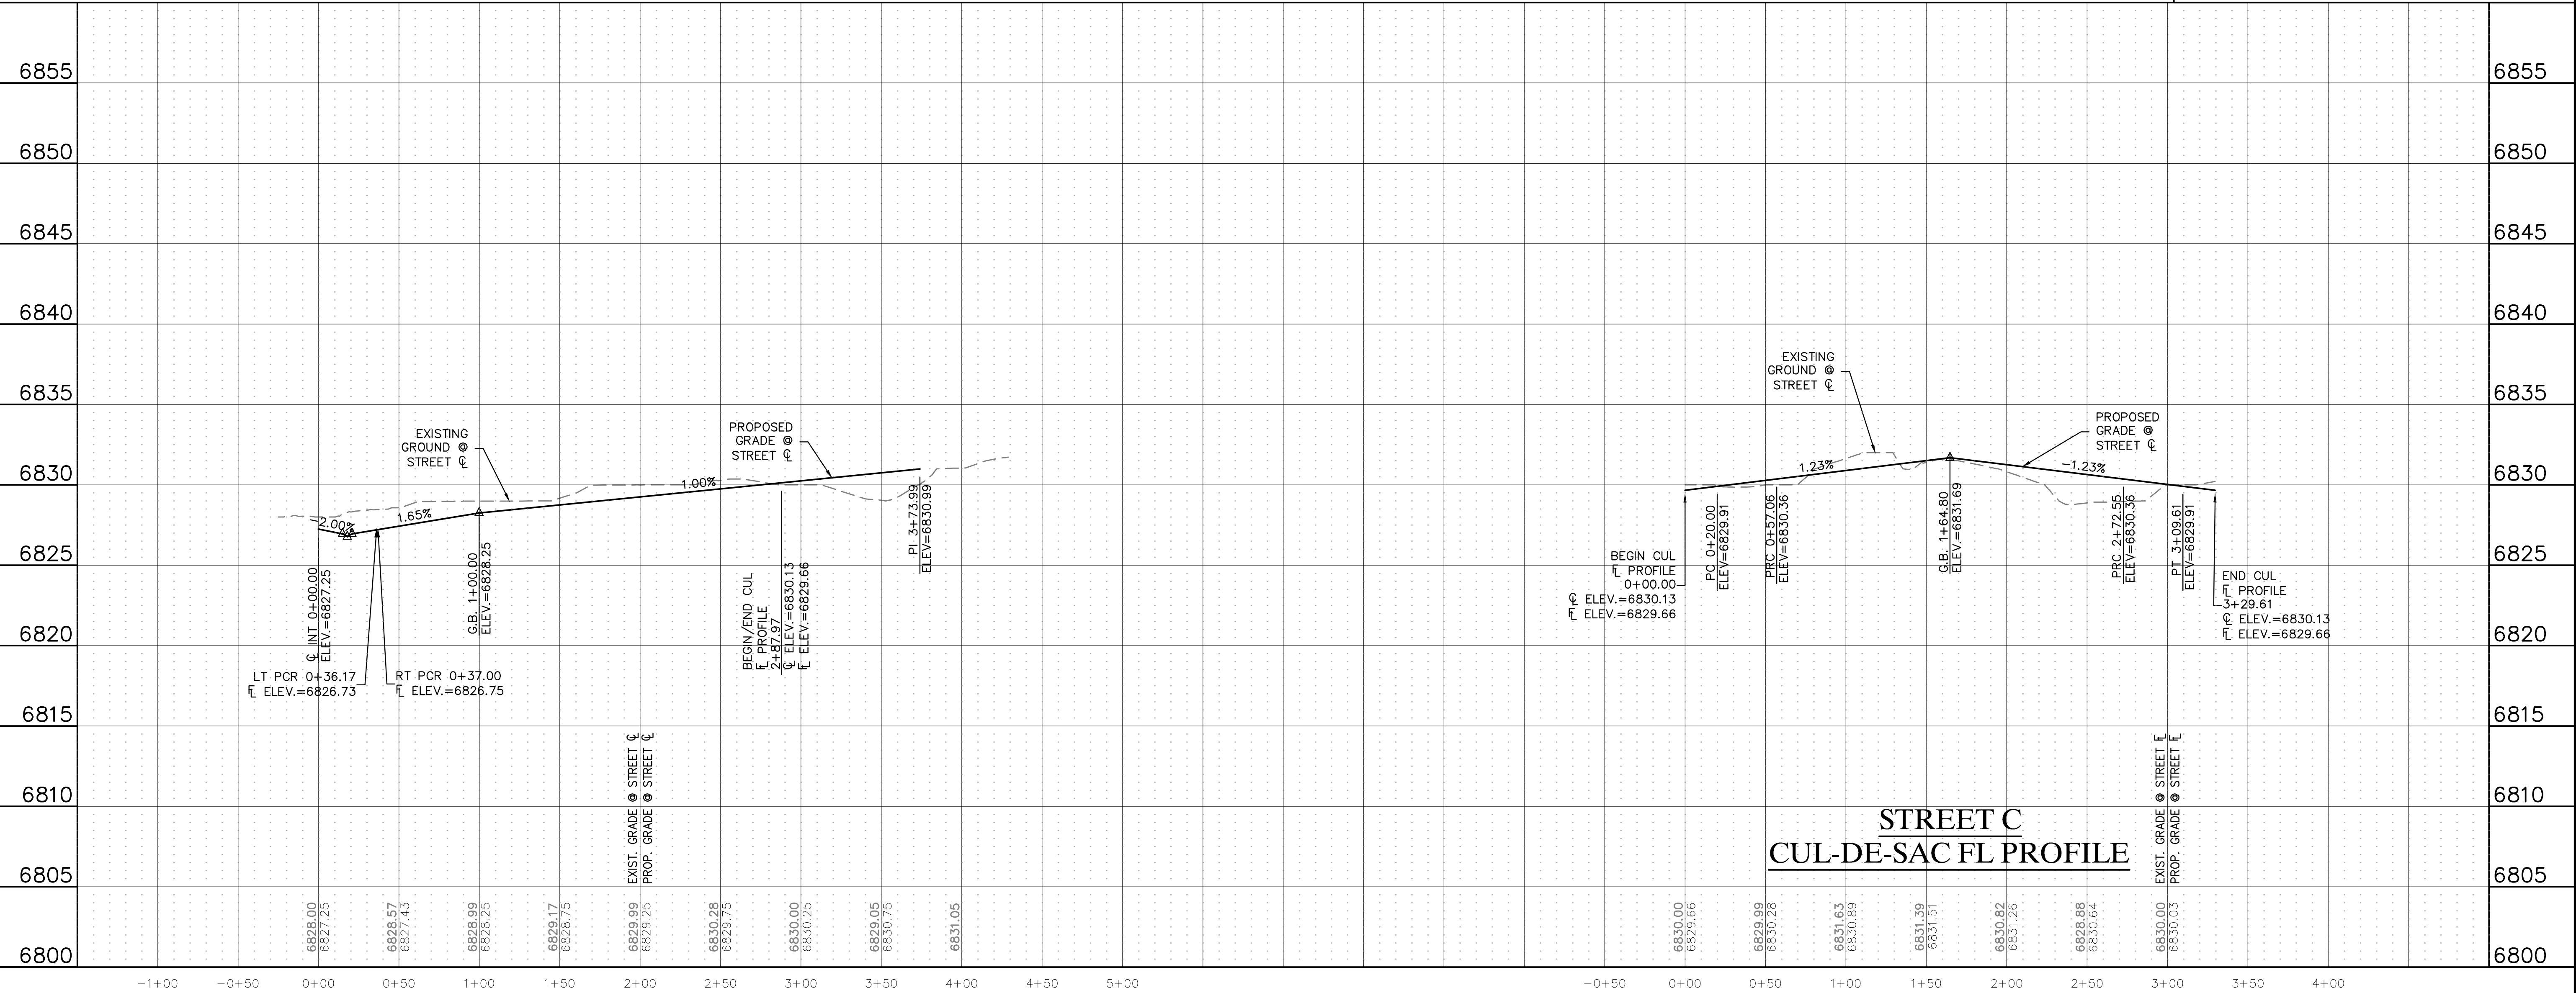 6855
6850
6845
6840
6835
6830
6825
6820
6815
6810
6805
6800
EXISTING
GROUND @
STREET ℄
-2.00%
1.65%
1.00%
PROPOSED
GRADE @
STREET ℄
℄ INT 0+00.00
ELEV.=6827.25
LT PCR 0+36.17
FL ELEV.=6826.73
RT PCR 0+37.00
FL ELEV.=6826.75
G.B. 1+00.00
ELEV.=6828.25
BEGIN/END CUL
FL PROFILE
2+87.97
℄ ELEV.=6830.13
FL ELEV.=6829.66
PI 3+73.99
ELEV=6830.99
EXIST. GRADE @ STREET ℄
PROP. GRADE @ STREET ℄
6828.00
6827.25
6828.57
6827.43
6828.99
6828.25
6829.17
6828.75
6829.99
6829.25
6830.28
6829.75
6830.00
6830.25
6829.05
6830.75
6831.05
-1+00
-0+50
0+00
0+50
1+00
1+50
2+00
2+50
3+00
3+50
4+00
4+50
5+00
EXISTING
GROUND @
STREET ℄
1.23%
-1.23%
PROPOSED
GRADE @
STREET ℄
BEGIN CUL
FL PROFILE
0+00.00
℄ ELEV.=6830.13
FL ELEV.=6829.66
PC 0+20.00
ELEV=6829.91
PRC 0+57.06
ELEV=6830.36
G.B. 1+64.80
ELEV.=6831.69
PRC 2+72.55
ELEV=6830.36
PT 3+09.61
ELEV=6829.91
END CUL
FL PROFILE
3+29.61
℄ ELEV.=6830.13
FL ELEV.=6829.66
STREET C
CUL-DE-SAC FL PROFILE
EXIST. GRADE @ STREET FL
PROP. GRADE @ STREET FL
6830.00
6829.66
6829.99
6830.28
6831.63
6830.89
6831.39
6831.51
6830.82
6831.26
6828.88
6830.64
6830.00
6830.03
-0+50
0+00
0+50
1+00
1+50
2+00
2+50
3+00
3+50
4+00
6855
6850
6845
6840
6835
6830
6825
6820
6815
6810
6805
6800